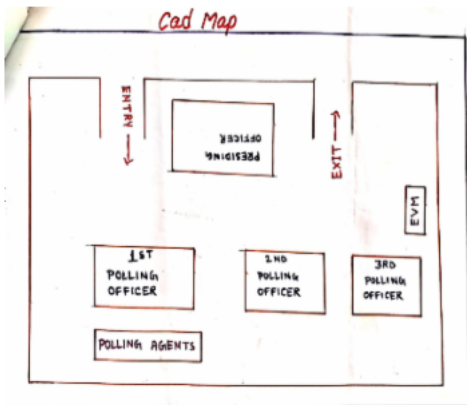 Cad Map
ENTRY
PRESIDING
OFFICER
EXIT
EVM
1ST
POLLING
OFFICER
2ND
POLLING
OFFICER
3RD
POLLING
OFFICER
POLLING AGENTS